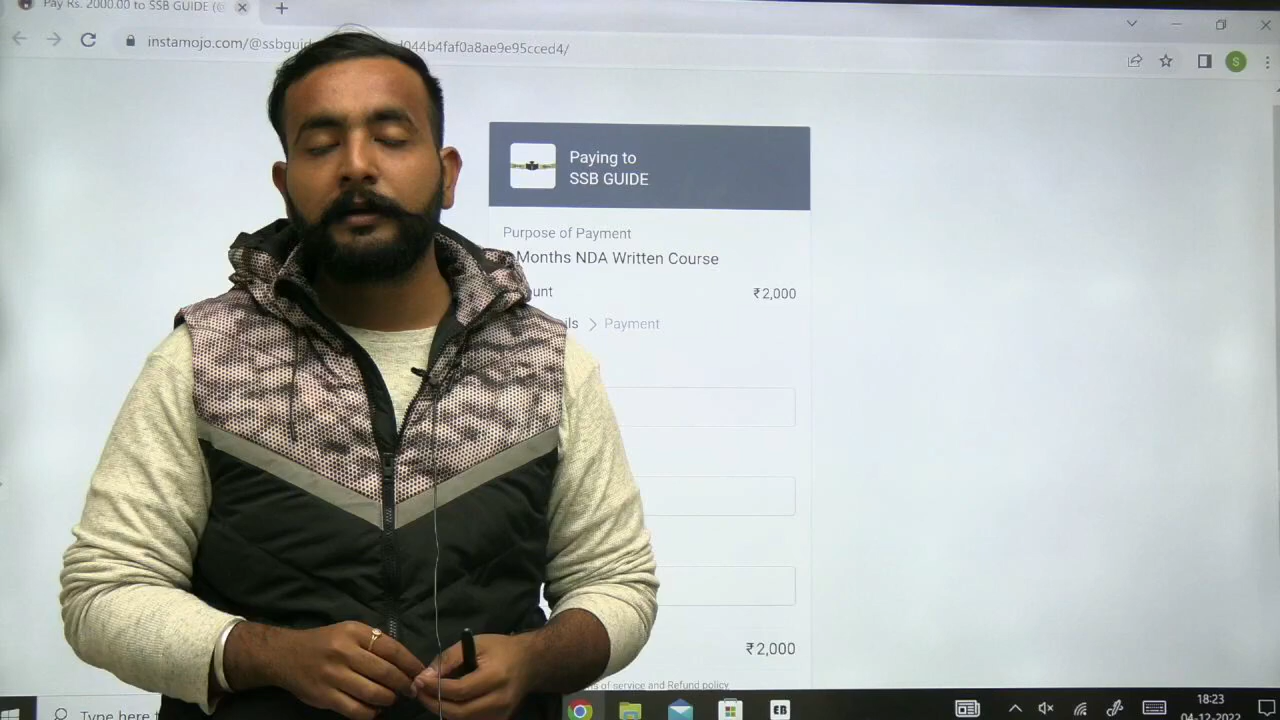 Pay Rs. 2000.00 to SSB GUIDE (@
instamojo.com/@ssbguid
044b4faf0a8ae9e95cced4/
S
Paying to
SSB GUIDE
Purpose of Payment
Months NDA Written Course
₹2,000
Payment
₹2,000
of service and Refund policy
Type here
EB
18:23
04-12-2022